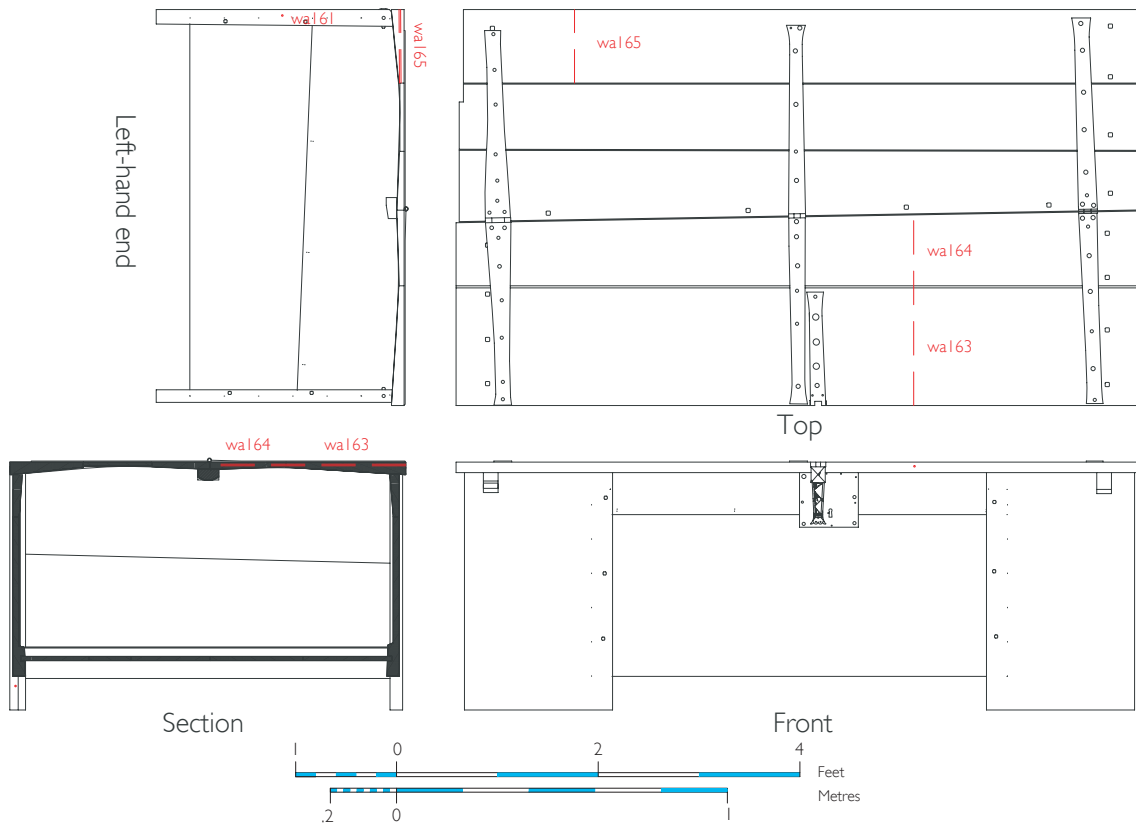 wa161
wa165
Left-hand end
wa165
wa164
wa163
Top
wa164 wa163
Section
Front
1 0 2 4
Feet
Metres
.2 0 1